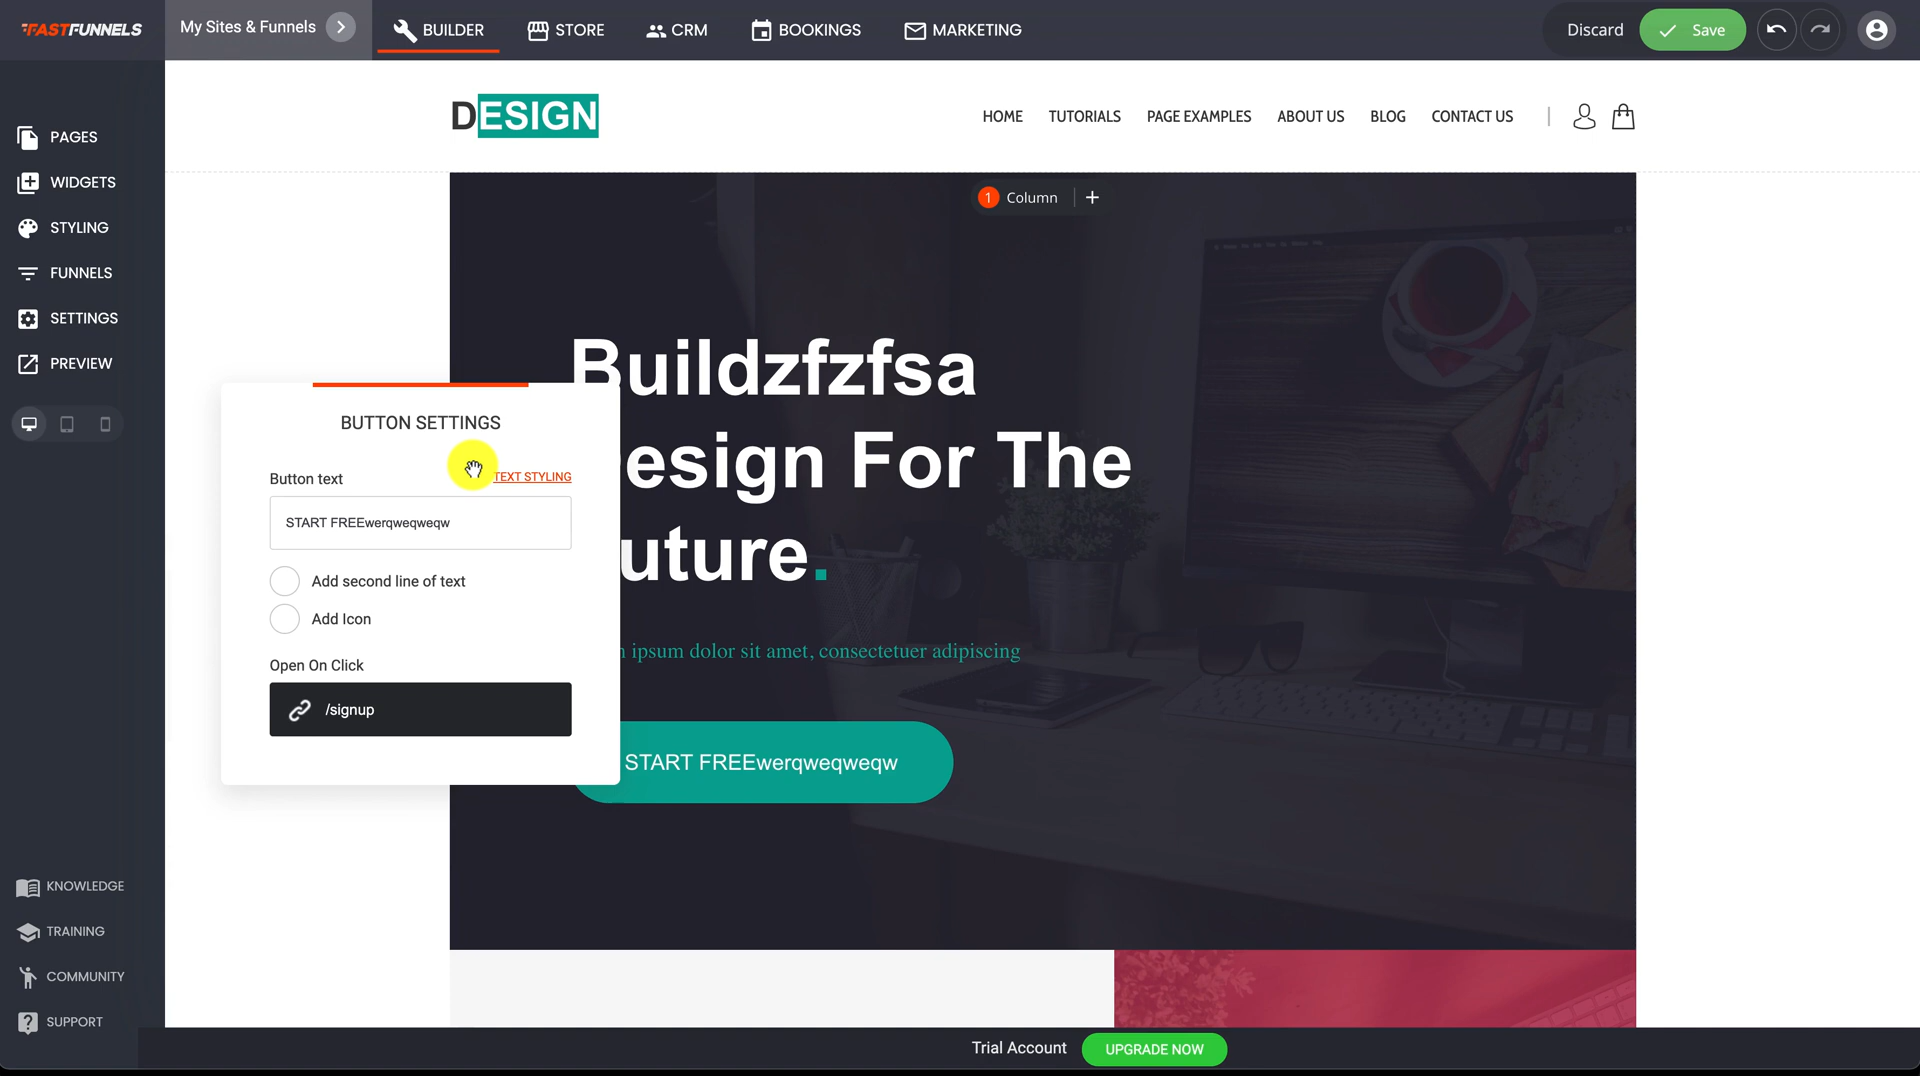 FASTFUNNELS
My Sites & Funnels
BUILDER
STORE
CRM
BOOKINGS
MARKETING
Discard
Save
PAGES
WIDGETS
STYLING
FUNNELS
SETTINGS
PREVIEW
KNOWLEDGE
TRAINING
COMMUNITY
SUPPORT
DESIGN
HOME
TUTORIALS
PAGE EXAMPLES
ABOUT US
BLOG
CONTACT US
1 Column
Buildzfzfsa
esign For The
uture.
ipsum dolor sit amet, consectetuer adipiscing
START FREEwerqweqweqw
BUTTON SETTINGS
Button text
TEXT STYLING
START FREEwerqweqweqw
Add second line of text
Add Icon
Open On Click
/signup
Trial Account
UPGRADE NOW